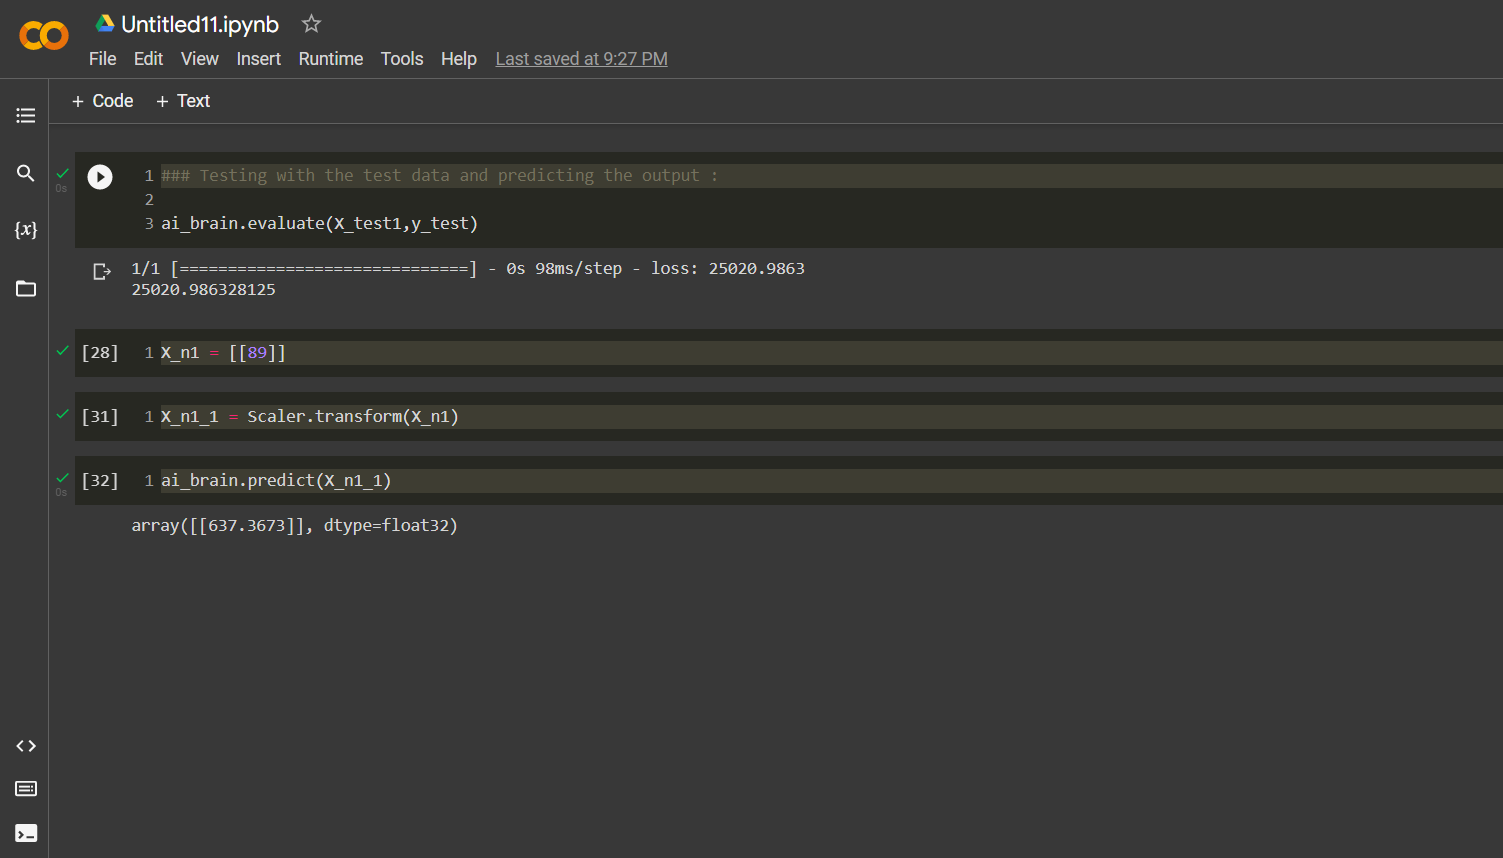 Untitled11.ipynb
File Edit View Insert Runtime Tools Help Last saved at 9:27 PM
+ Code + Text
0s
1 ### Testing with the test data and predicting the output :
2
3 ai_brain.evaluate(X_test1,y_test)
1/1 [==============================] - 0s 98ms/step - loss: 25020.9863
25020.986328125
[28] 1 X_n1 = [[89]]
[31] 1 X_n1_1 = Scaler.transform(X_n1)
[32] 1 ai_brain.predict(X_n1_1)
0s
array([[637.3673]], dtype=float32)